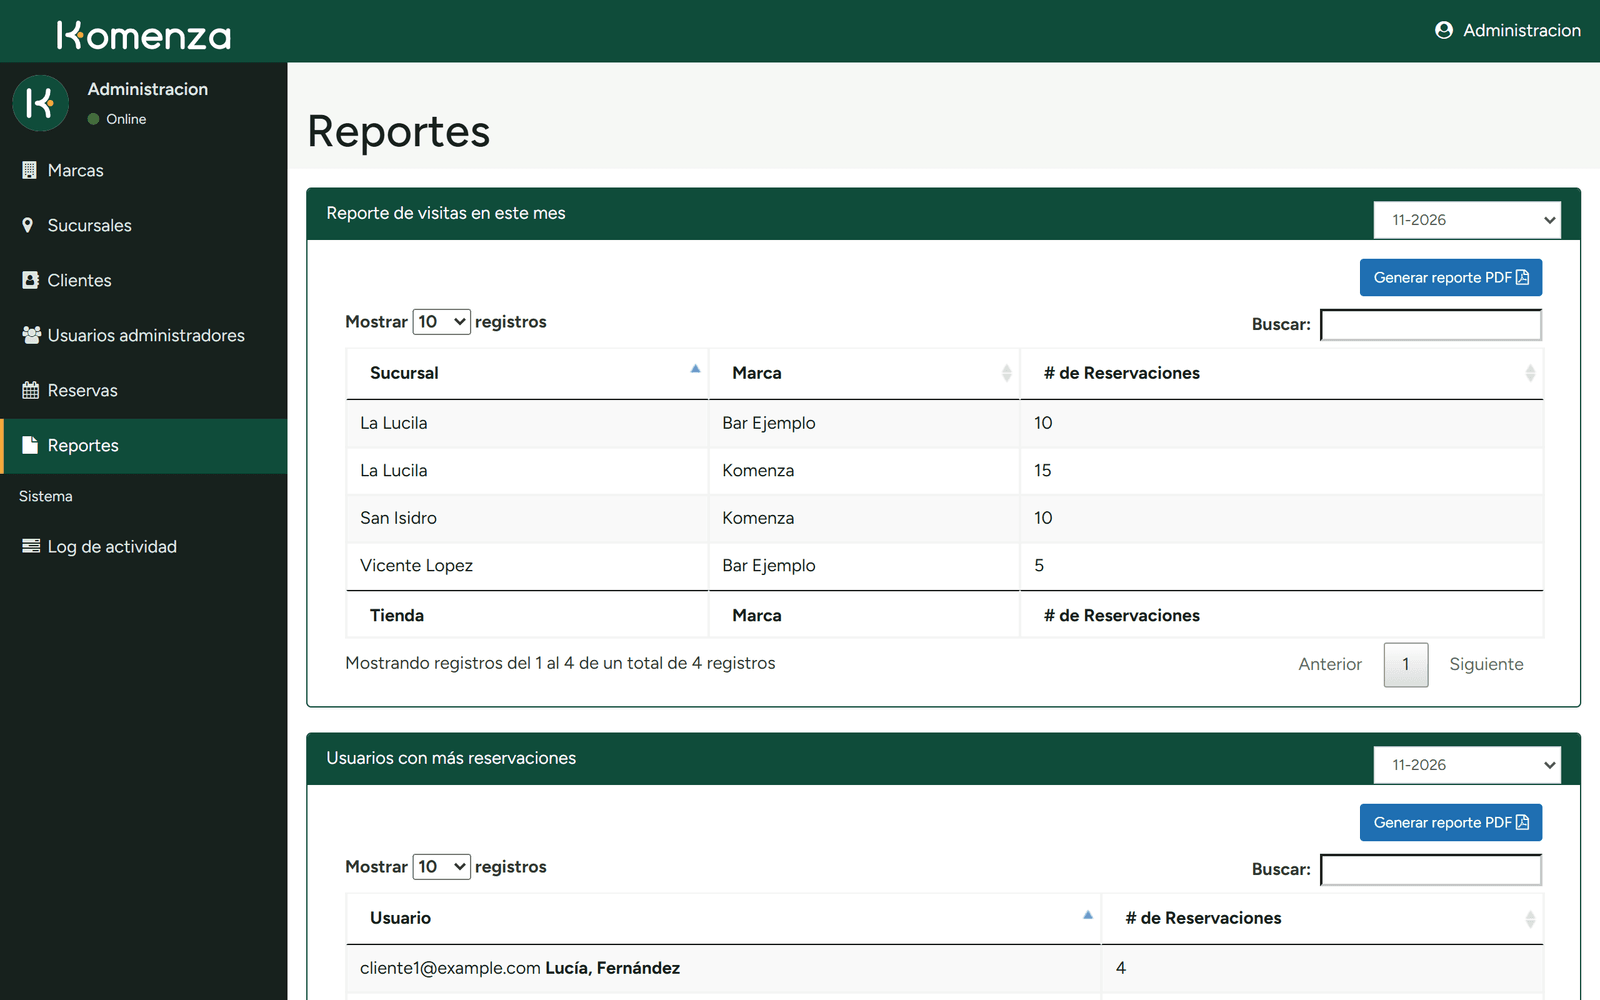 Komenza
Administracion
Administracion
Online
Marcas
Sucursales
Clientes
Usuarios administradores
Reservas
Reportes
Sistema
Log de actividad
Reportes
Reporte de visitas en este mes
11-2026
Generar reporte PDF
Mostrar 10 registros
Buscar:
Sucursal Marca # de Reservaciones
La Lucila Bar Ejemplo 10
La Lucila Komenza 15
San Isidro Komenza 10
Vicente Lopez Bar Ejemplo 5
Tienda Marca # de Reservaciones
Mostrando registros del 1 al 4 de un total de 4 registros
Anterior 1 Siguiente
Usuarios con más reservaciones
11-2026
Generar reporte PDF
Mostrar 10 registros
Buscar:
Usuario # de Reservaciones
cliente1@example.com Lucía, Fernández 4